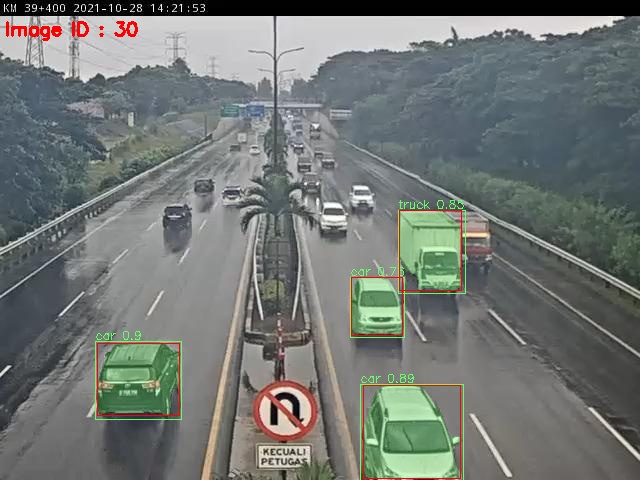 KM 39+400 2021-10-28 14:21:53
Image ID : 30
truck 0.88
car 0.9
car 0.89
KECUALI
PETUGAS